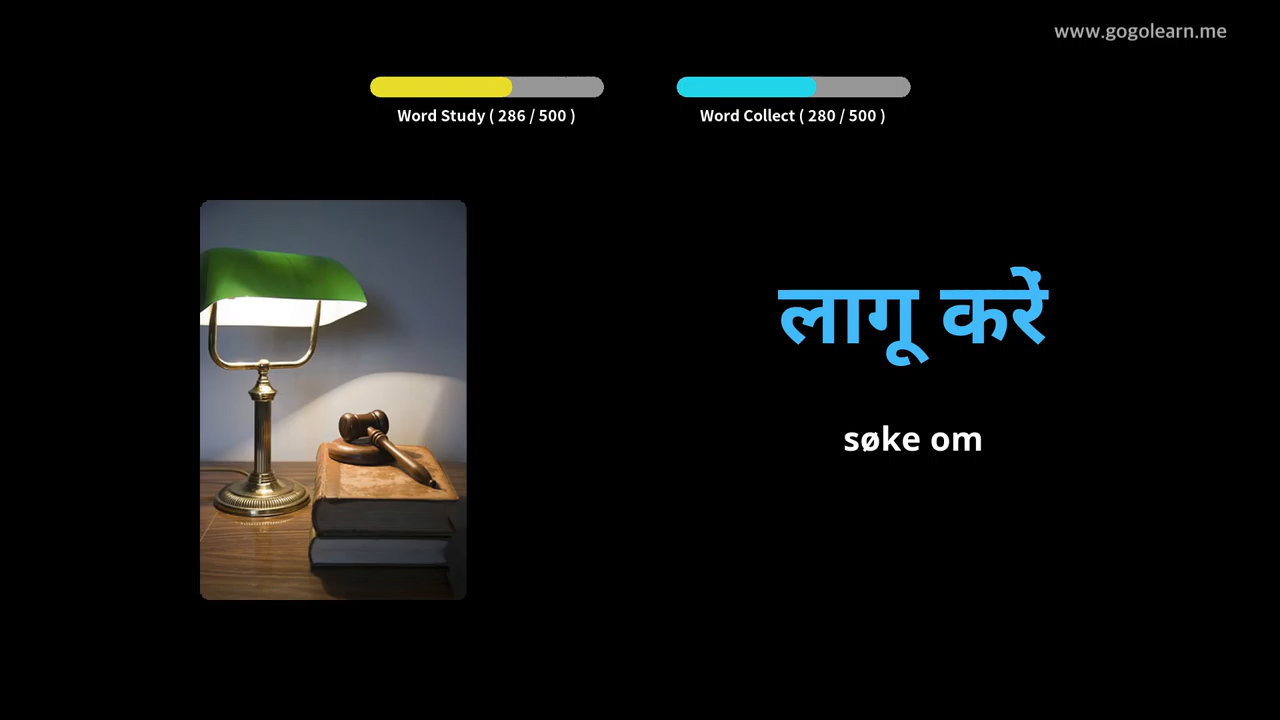 www.gogolearn.me
Word Study ( 286 / 500 )
Word Collect ( 280 / 500 )
लागू करें
søke om